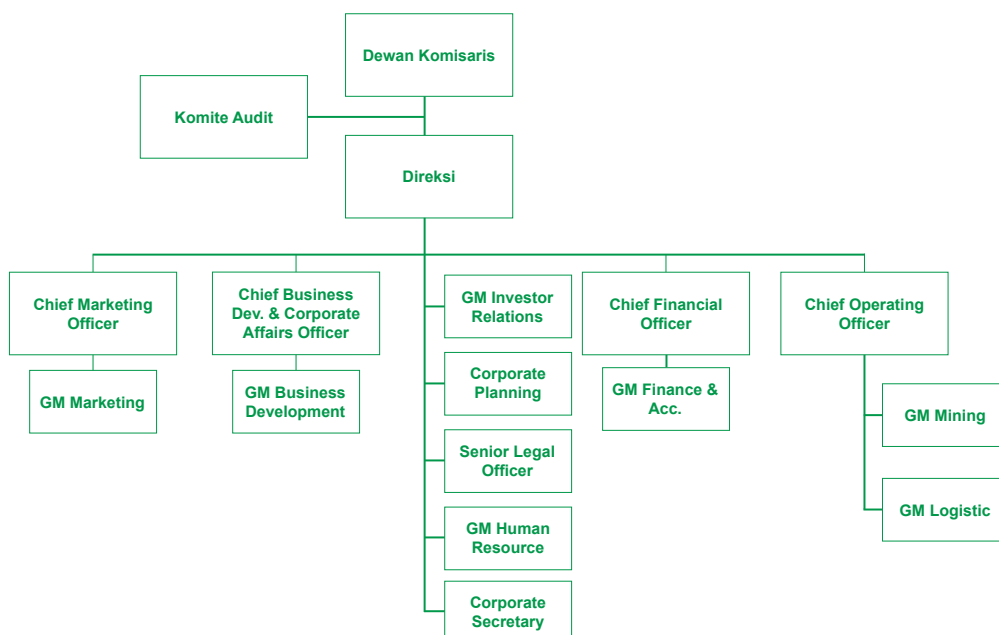 Dewan Komisaris
Komite Audit
Direksi
Chief Marketing
Officer
GM Marketing
Chief Business
Dev. & Corporate
Affairs Officer
GM Business
Development
GM Investor
Relations
Corporate
Planning
Senior Legal
Officer
GM Human
Resource
Corporate
Secretary
Chief Financial
Officer
GM Finance &
Acc.
Chief Operating
Officer
GM Mining
GM Logistic